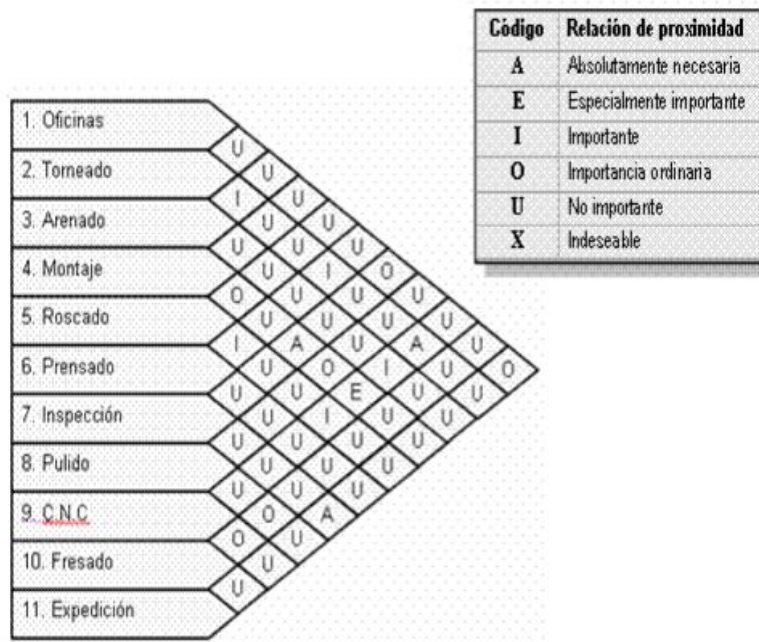 Código Relación de proximidad
A Absolutamente necesaria
E Especialmente importante
I Importante
O Importancia ordinaria
U No importante
X Indeseable
1. Oficinas
2. Torneado
3. Arenado
4. Montaje
5. Roscado
6. Prensado
7. Inspección
8. Pulido
9. C.N.C
10. Fresado
11. Expedición
U
U
I U
U U
U U U
U I O
O U U U
U U U U
I A U A U
U O I U O
U U E U U
U I U U
U U U U
U U U
U U U
O A
O U
U
U